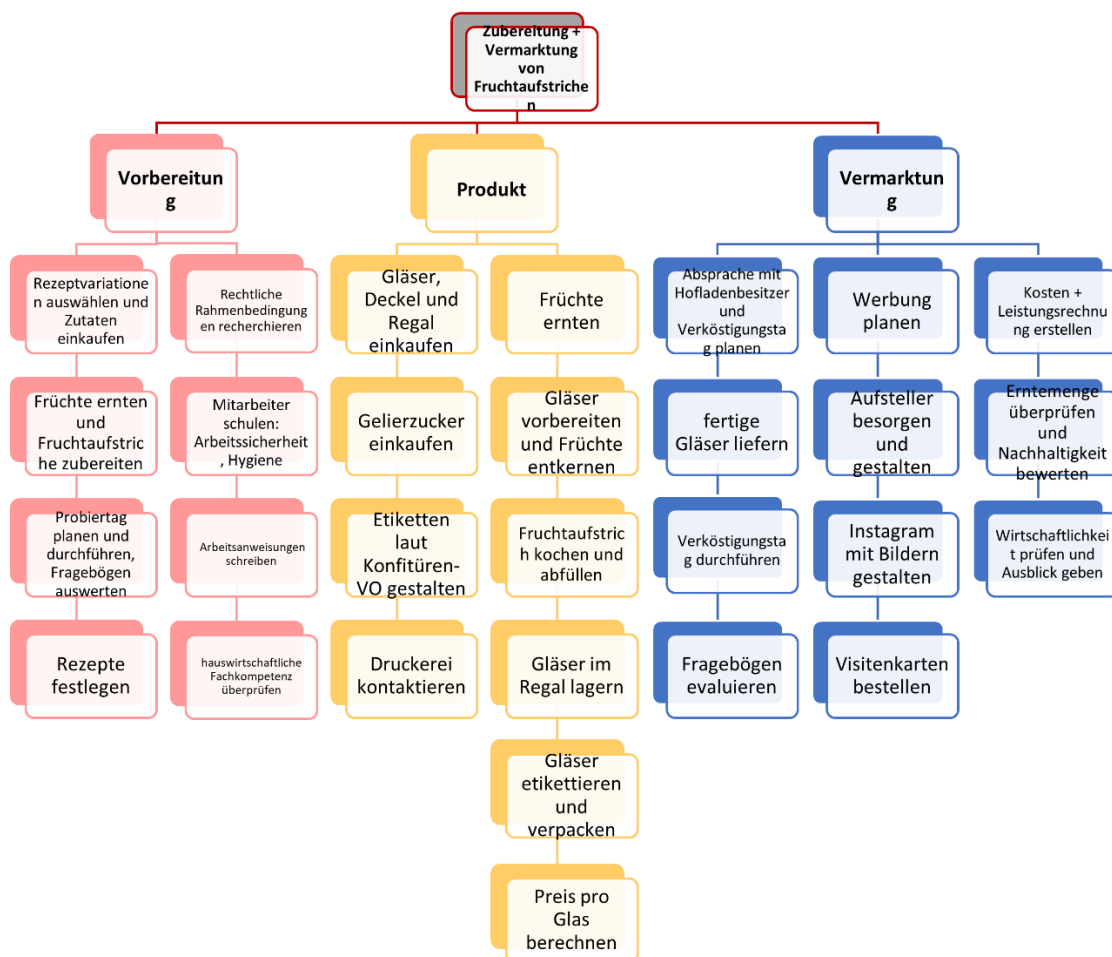 Zubereitung +
Vermarktung
von
Fruchtaufstriche
n
Vorbereitun
g
Produkt
Vermarktun
g
Rezeptvariatione
n auswählen und
Zutaten
einkaufen
Rechtliche
Rahmenbedingung
en recherchieren
Gläser,
Deckel und
Regal
einkaufen
Früchte
ernten
Absprache mit
Hofladenbesitzer
und
Verköstigungsta
g planen
Werbung
planen
Kosten +
Leistungsrechnu
ng erstellen
Früchte ernten
und
Fruchtaufstric
he zubereiten
Mitarbeiter
schulen:
Arbeitssicherheit
, Hygiene
Gelierzucker
einkaufen
Gläser
vorbereiten
und Früchte
entkernen
fertige
Gläser liefern
Aufsteller
besorgen
und
gestalten
Erntemenge
überprüfen
und
Nachhaltigkeit
bewerten
Probiertag
planen und
durchführen,
Fragebögen
auswerten
Arbeitsanweisungen
schreiben
Etiketten
laut
Konfitüren-
VO gestalten
Fruchtaufstric
h kochen und
abfüllen
Verköstigungsta
g durchführen
Instagram
mit Bildern
gestalten
Wirtschaftlichkei
t prüfen und
Ausblick geben
Rezepte
festlegen
hauswirtschaftliche
Fachkompetenz
überprüfen
Druckerei
kontaktieren
Gläser im
Regal lagern
Fragebögen
evaluieren
Visitenkarten
bestellen
Gläser
etikettieren
und
verpacken
Preis pro
Glas
berechnen